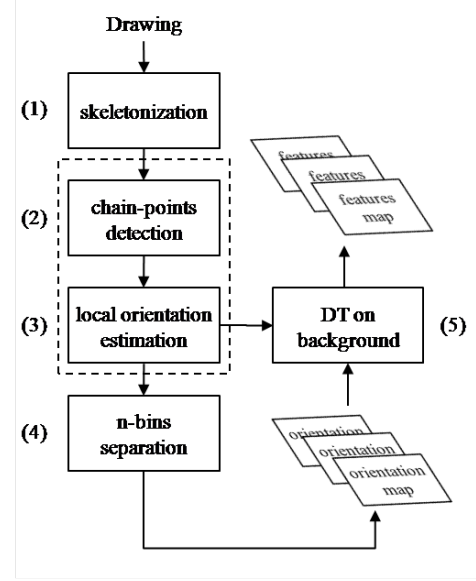 Drawing
(1)
skeletonization
(2)
chain-points
detection
(3)
local orientation
estimation
(4)
n-bins
separation
features
features
features
map
DT on
background
(5)
orientation
orientation
orientation
map